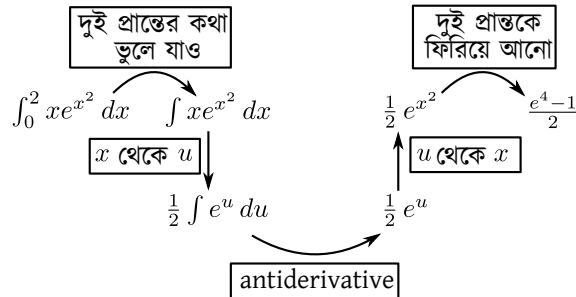 দুই প্রান্তের কথা
ভুলে যাও
দুই প্রান্তকে
ফিরিয়ে আনো
∫₀² xe^{x²} dx
∫ xe^{x²} dx
½ e^{x²}
(e⁴−1)/2
x থেকে u
u থেকে x
½ ∫ e^u du
½ e^u
antiderivative